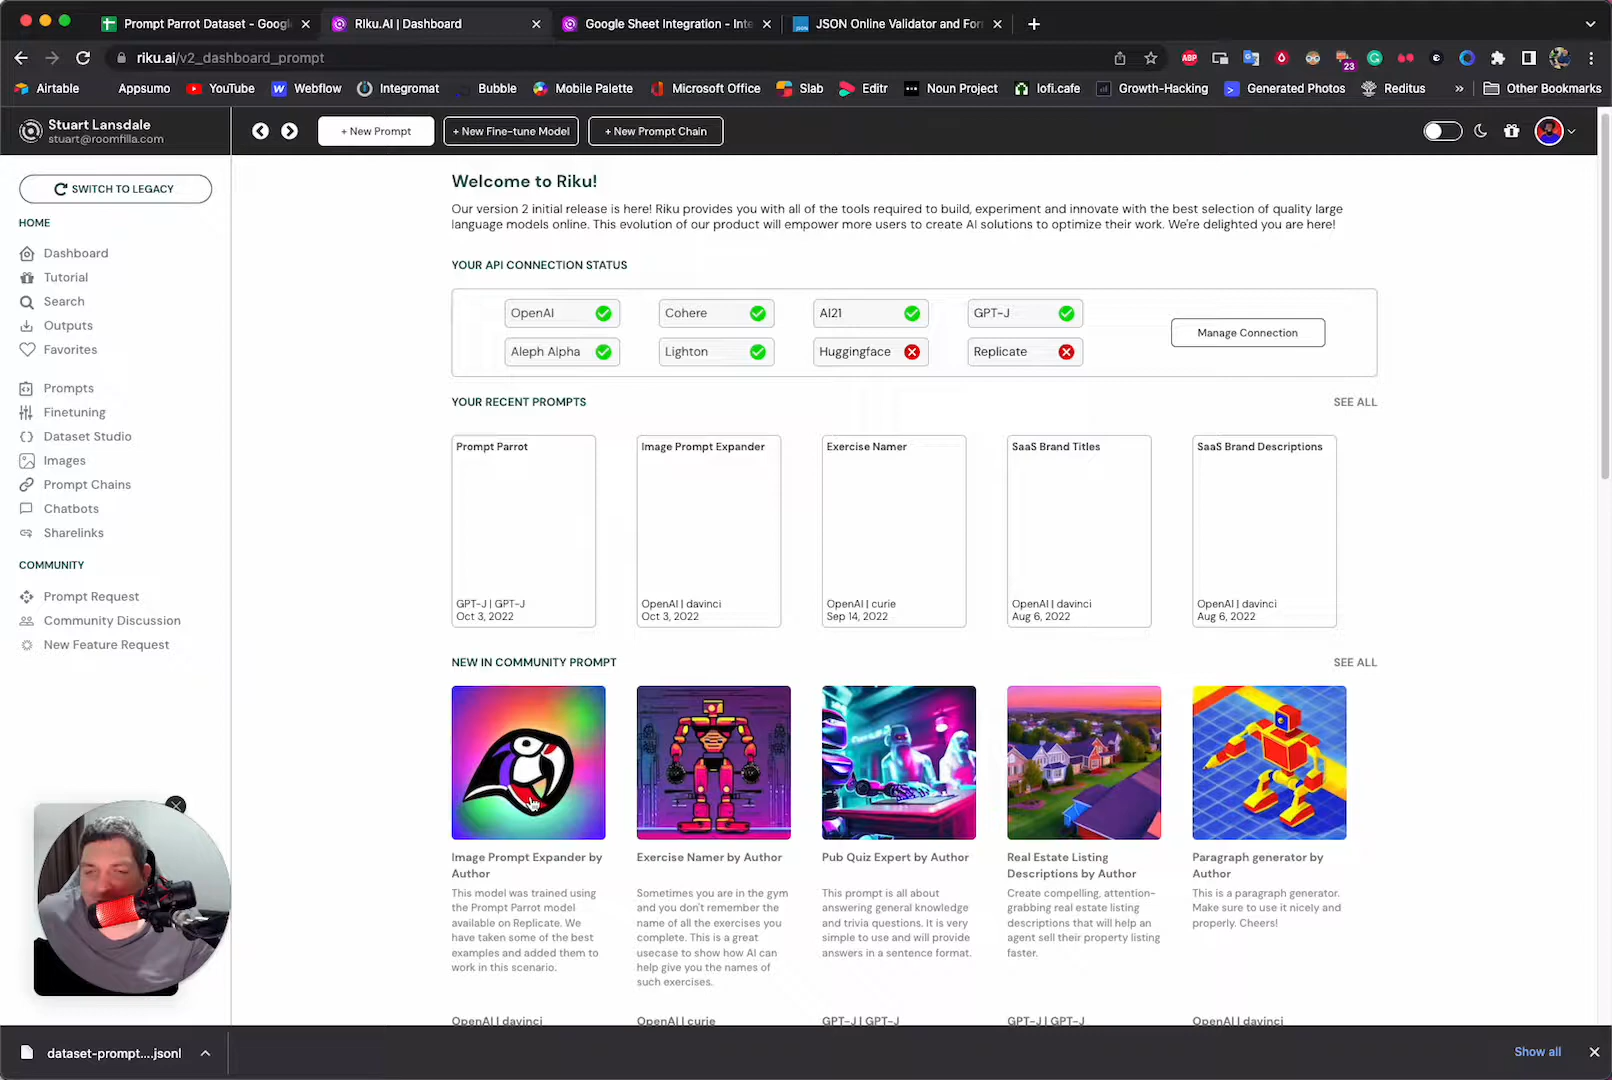 Prompt Parrot Dataset - Google
Riku.AI | Dashboard
Google Sheet Integration - Inte
JSON Online Validator and For
riku.ai/v2_dashboard_prompt
ABP
23
Airtable
Appsumo
YouTube
Webflow
Integromat
Bubble
Mobile Palette
Microsoft Office
Slab
Editr
Noun Project
lofi.cafe
Growth-Hacking
Generated Photos
Reditus
»
Other Bookmarks
Stuart Lansdale
stuart@roomfilla.com
+ New Prompt
+ New Fine-tune Model
+ New Prompt Chain
SWITCH TO LEGACY
HOME
Dashboard
Tutorial
Search
Outputs
Favorites
Prompts
Finetuning
Dataset Studio
Images
Prompt Chains
Chatbots
Sharelinks
COMMUNITY
Prompt Request
Community Discussion
New Feature Request
Welcome to Riku!
Our version 2 initial release is here! Riku provides you with all of the tools required to build, experiment and innovate with the best selection of quality large
language models online. This evolution of our product will empower more users to create AI solutions to optimize their work. We're delighted you are here!
YOUR API CONNECTION STATUS
OpenAI
Cohere
AI21
GPT-J
Aleph Alpha
Lighton
Huggingface
Replicate
Manage Connection
YOUR RECENT PROMPTS
SEE ALL
Prompt Parrot
GPT-J | GPT-J
Oct 3, 2022
Image Prompt Expander
OpenAI | davinci
Oct 3, 2022
Exercise Namer
OpenAI | curie
Sep 14, 2022
SaaS Brand Titles
OpenAI | davinci
Aug 6, 2022
SaaS Brand Descriptions
OpenAI | davinci
Aug 6, 2022
NEW IN COMMUNITY PROMPT
SEE ALL
Image Prompt Expander by
Author
This model was trained using
the Prompt Parrot model
available on Replicate. We
have taken some of the best
examples and added them to
work in this scenario.
OpenAI | davinci
Exercise Namer by Author
Sometimes you are in the gym
and you don't remember the
name of all the exercises you
complete. This is a great
usecase to show how AI can
help give you the names of
such exercises.
OpenAI | curie
Pub Quiz Expert by Author
This prompt is all about
answering general knowledge
and trivia questions. It is very
simple to use and will provide
answers in a sentence format.
GPT-J | GPT-J
Real Estate Listing
Descriptions by Author
Create compelling, attention-
grabbing real estate listing
descriptions that will help an
agent sell their property listing
faster.
GPT-J | GPT-J
Paragraph generator by
Author
This is a paragraph generator.
Make sure to use it nicely and
properly. Cheers!
OpenAI | davinci
dataset-prompt....jsonl
Show all